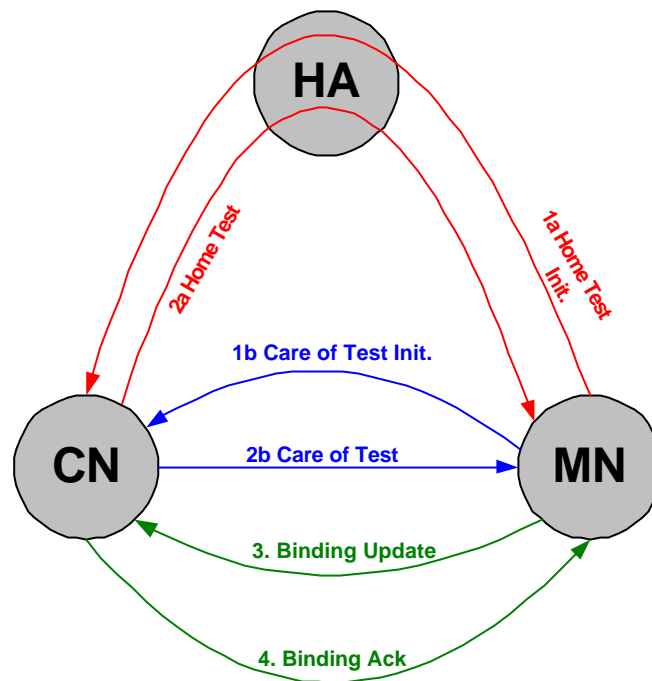 HA
2a Home Test
1a Home Test
Init.
1b Care of Test Init.
CN
2b Care of Test
MN
3. Binding Update
4. Binding Ack